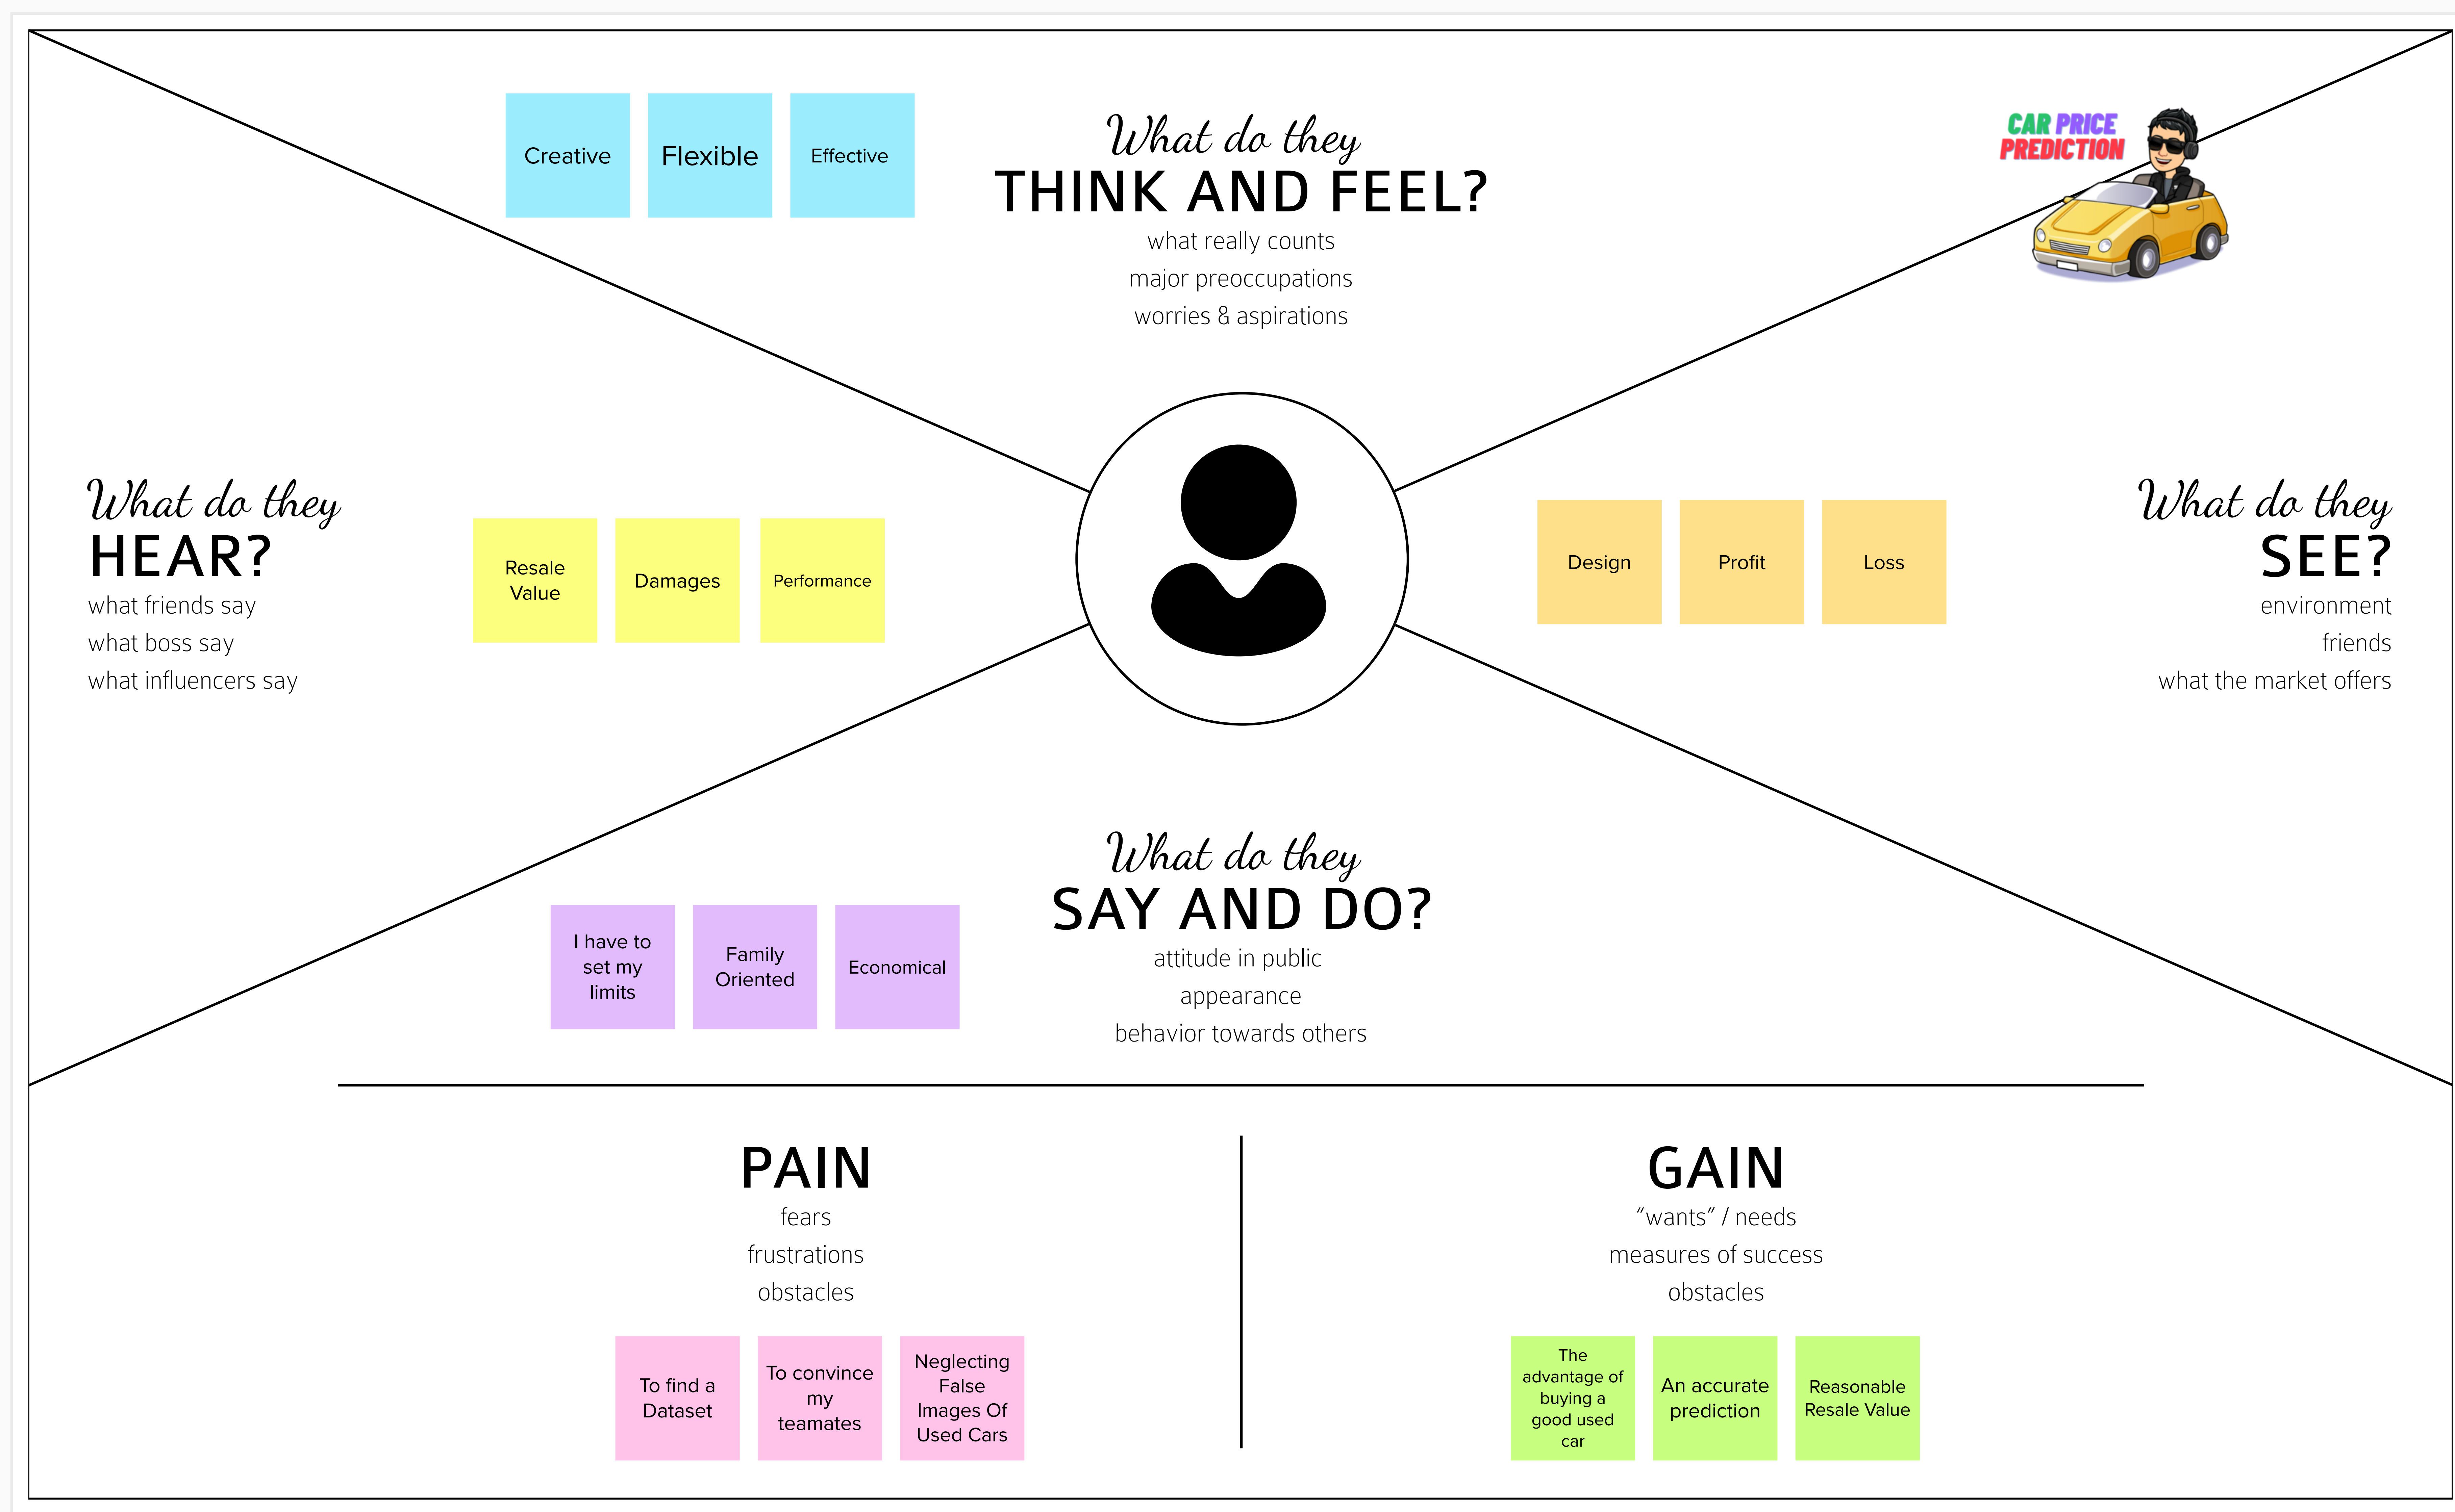 Creative
Flexible
Effective
What do they
THINK AND FEEL?
what really counts
major preoccupations
worries & aspirations
CAR PRICE
PREDICTION
What do they
HEAR?
what friends say
what boss say
what influencers say
Resale
Value
Damages
Performance
Design
Profit
Loss
What do they
SEE?
environment
friends
what the market offers
What do they
SAY AND DO?
attitude in public
appearance
behavior towards others
I have to
set my
limits
Family
Oriented
Economical
PAIN
fears
frustrations
obstacles
To find a
Dataset
To convince
my
teamates
Neglecting
False
Images Of
Used Cars
GAIN
“wants” / needs
measures of success
obstacles
The
advantage of
buying a
good used
car
An accurate
prediction
Reasonable
Resale Value